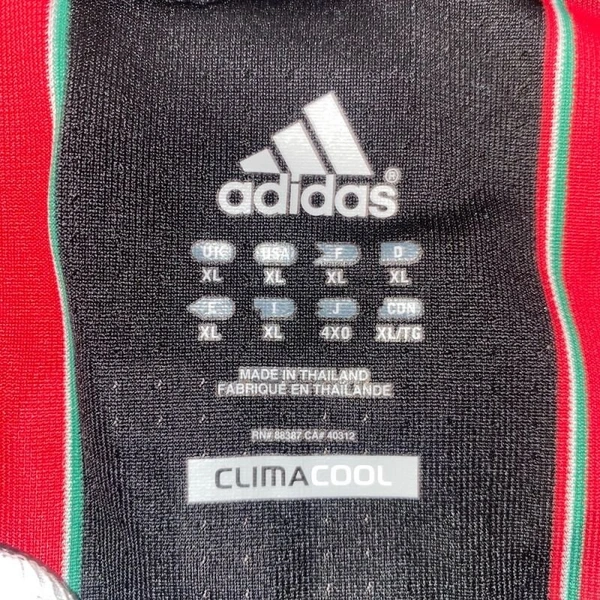 adidas®
UK USA F D
XL XL XL XL
E I J CDN
XL XL 4XO XL/TG
MADE IN THAILAND
FABRIQUÉ EN THAÏLANDE
RN# 88387 CA# 40312
CLIMACOOL